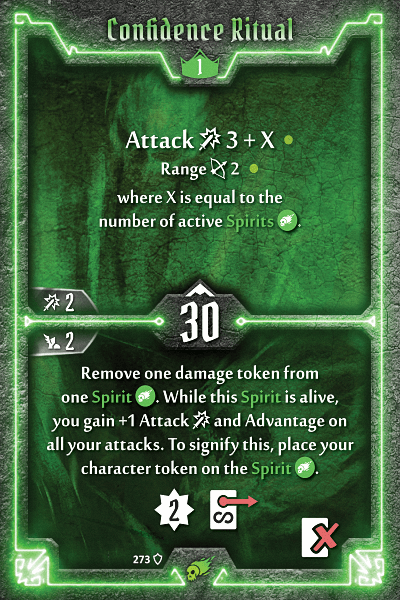 Confidence Ritual
1
Attack 3 + X
Range 2
where X is equal to the
number of active Spirits .
2
30
2
Remove one damage token from
one Spirit . While this Spirit is alive,
you gain +1 Attack and Advantage on
all your attacks. To signify this, place your
character token on the Spirit .
2 S X
273